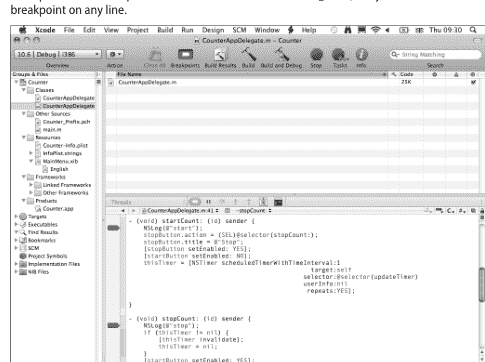 breakpoint on any line.
Xcode File Edit View Project Build Run Design SCM Window Help Thu 09:30
CounterAppDelegate.m – Counter
10.6 | Debug | i386
String Matching
Overview Action Clean All Breakpoints Build Results Build Build and Debug Stop Tasks Info Search
Groups & Files
File Name Code
Counter
CounterAppDelegate.m 25K
Classes
CounterAppDelegate
CounterAppDelegate
Other Sources
Counter_Prefix.pch
main.m
Resources
Counter-Info.plist
InfoPlist.strings
MainMenu.xib
English
Frameworks
Linked Frameworks
Other Frameworks
Products
Counter.app
Targets
Executables
Find Results
Bookmarks
SCM
Project Symbols
Implementation Files
NIB Files
Threads
CounterAppDelegate.m:41 -stopCount:
- (void) startCount: (id) sender {
NSLog(@"start");
stopButton.action = (SEL)@selector(stopCount:);
stopButton.title = @"Stop";
[stopButton setEnabled: YES];
[startButton setEnabled: NO];
thisTimer = [NSTimer scheduledTimerWithTimeInterval:1
target:self
selector:@selector(updateTimer)
userInfo:nil
repeats:YES];
}
- (void) stopCount: (id) sender {
NSLog(@"stop");
if (thisTimer != nil) {
[thisTimer invalidate];
thisTimer = nil;
}
[startButton setEnabled: YES];